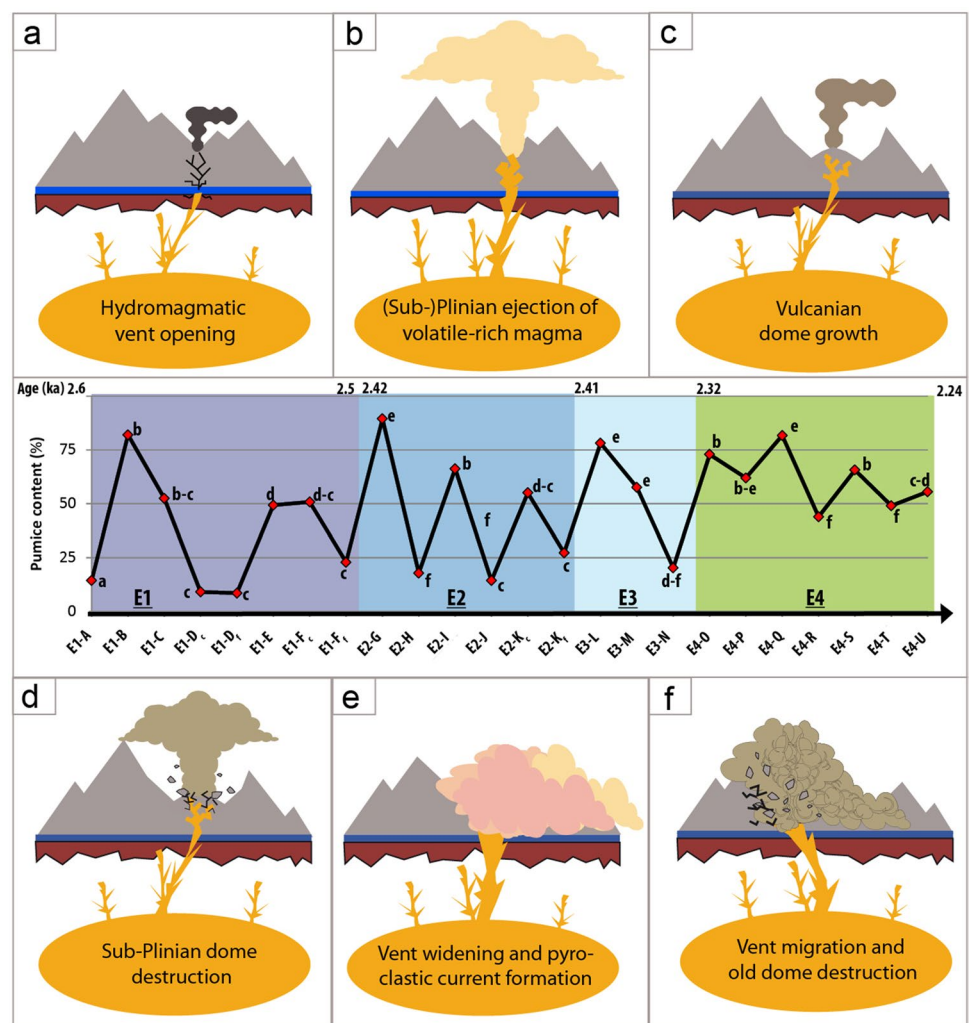 a
b
c
Hydromagmatic
vent opening
(Sub-)Plinian ejection of
volatile-rich magma
Vulcanian
dome growth
Age (ka) 2.6
2.5
2.42
2.41
2.32
2.24
Pumice content (%)
75
50
25
0
a
b
b-c
c
c
d
d-c
c
e
f
b
f
c
d-c
c
e
e
d-f
b
b-e
e
f
b
f
c-d
E1
E2
E3
E4
E1-A
E1-B
E1-C
E1-Dc
E1-Df
E1-E
E1-Fc
E1-Ff
E2-G
E2-H
E2-I
E2-J
E2-Kc
E2-Kf
E3-L
E3-M
E3-N
E4-O
E4-P
E4-Q
E4-R
E4-S
E4-T
E4-U
d
e
f
Sub-Plinian dome
destruction
Vent widening and pyro-
clastic current formation
Vent migration and
old dome destruction